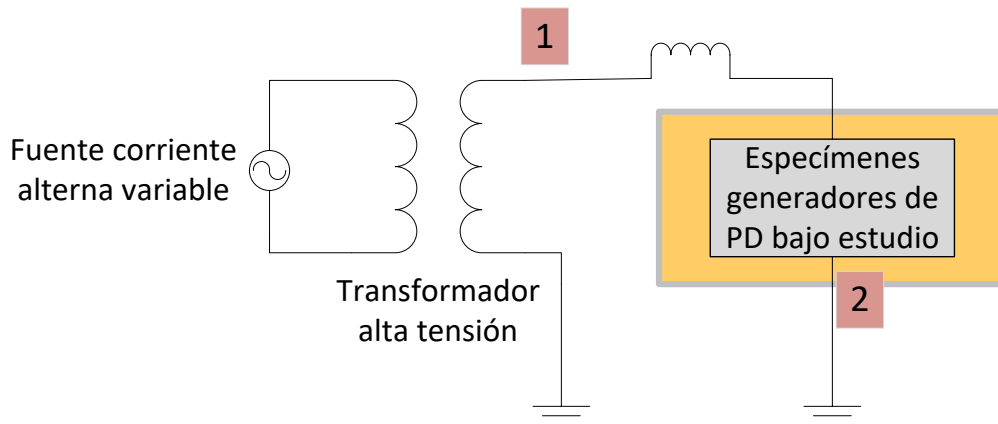 1
Fuente corriente
alterna variable
Transformador
alta tensión
Especímenes
generadores de
PD bajo estudio
2